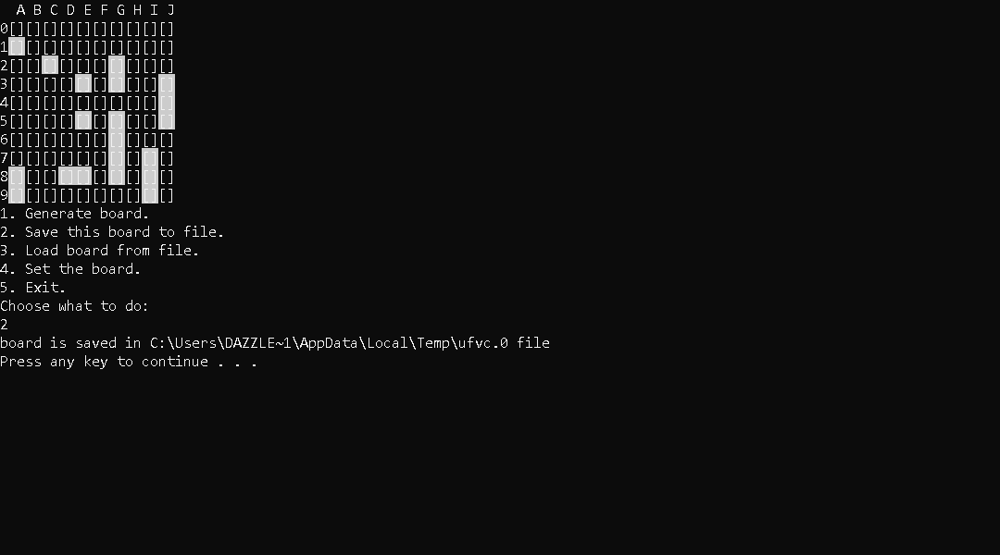 A B C D E F G H I J
0[][][][][][][][][][]
1[][][][][][][][][][]
2[][][][][][][][][][]
3[][][][][][][][][][]
4[][][][][][][][][][]
5[][][][][][][][][][]
6[][][][][][][][][][]
7[][][][][][][][][][]
8[][][][][][][][][][]
9[][][][][][][][][][]
1. Generate board.
2. Save this board to file.
3. Load board from file.
4. Set the board.
5. Exit.
Choose what to do:
2
board is saved in C:\Users\DAZZLE~1\AppData\Local\Temp\ufvc.0 file
Press any key to continue . . .